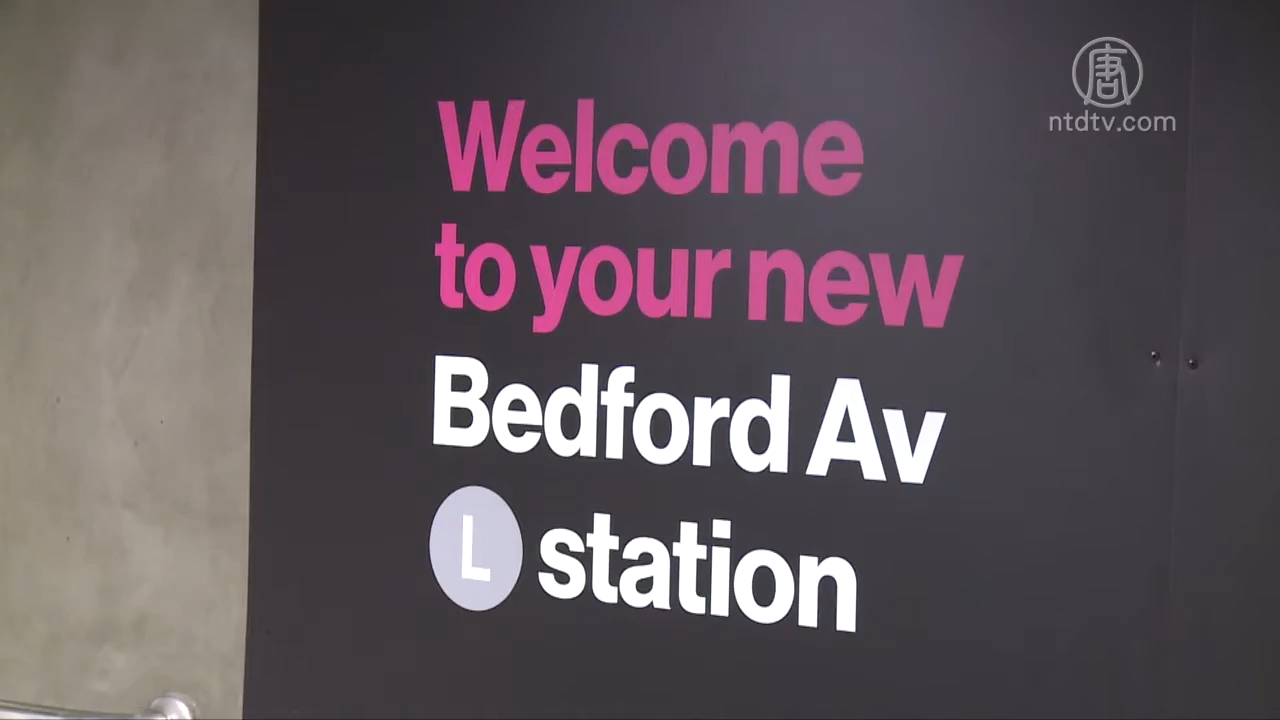 唐
ntdtv.com
Welcome
to your new
Bedford Av
L station